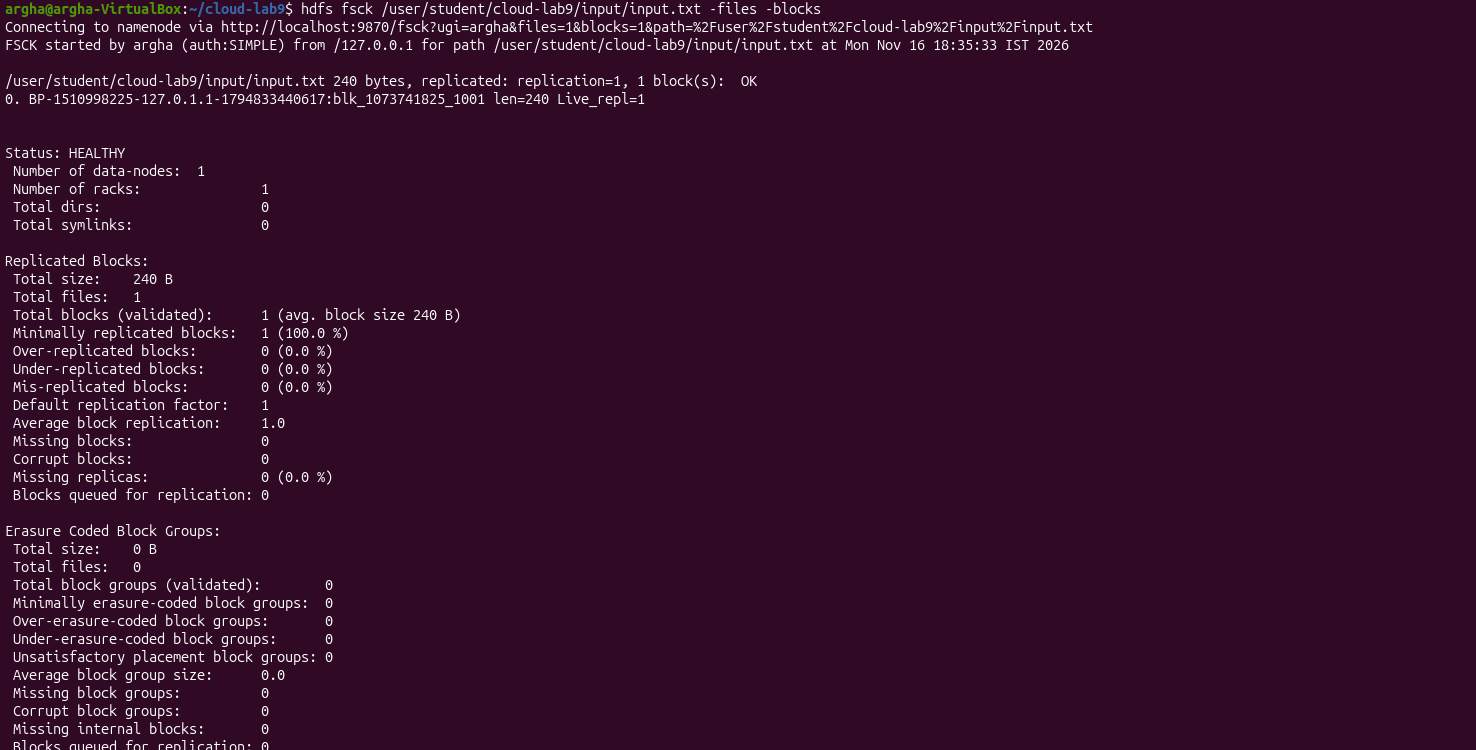 argha@argha-VirtualBox:~/cloud-lab9$ hdfs fsck /user/student/cloud-lab9/input/input.txt -files -blocks
Connecting to namenode via http://localhost:9870/fsck?ugi=argha&files=1&blocks=1&path=%2Fuser%2Fstudent%2Fcloud-lab9%2Finput%2Finput.txt
FSCK started by argha (auth:SIMPLE) from /127.0.0.1 for path /user/student/cloud-lab9/input/input.txt at Mon Nov 16 18:35:33 IST 2026

/user/student/cloud-lab9/input/input.txt 240 bytes, replicated: replication=1, 1 block(s):  OK
0. BP-1510998225-127.0.1.1-1794833440617:blk_1073741825_1001 len=240 Live_repl=1


Status: HEALTHY
 Number of data-nodes:  1
 Number of racks:               1
 Total dirs:                    0
 Total symlinks:                0

Replicated Blocks:
 Total size:    240 B
 Total files:   1
 Total blocks (validated):      1 (avg. block size 240 B)
 Minimally replicated blocks:   1 (100.0 %)
 Over-replicated blocks:        0 (0.0 %)
 Under-replicated blocks:       0 (0.0 %)
 Mis-replicated blocks:         0 (0.0 %)
 Default replication factor:    1
 Average block replication:     1.0
 Missing blocks:                0
 Corrupt blocks:                0
 Missing replicas:              0 (0.0 %)
 Blocks queued for replication: 0

Erasure Coded Block Groups:
 Total size:    0 B
 Total files:   0
 Total block groups (validated):        0
 Minimally erasure-coded block groups:  0
 Over-erasure-coded block groups:       0
 Under-erasure-coded block groups:      0
 Unsatisfactory placement block groups: 0
 Average block group size:      0.0
 Missing block groups:          0
 Corrupt block groups:          0
 Missing internal blocks:       0
 Blocks queued for replication: 0